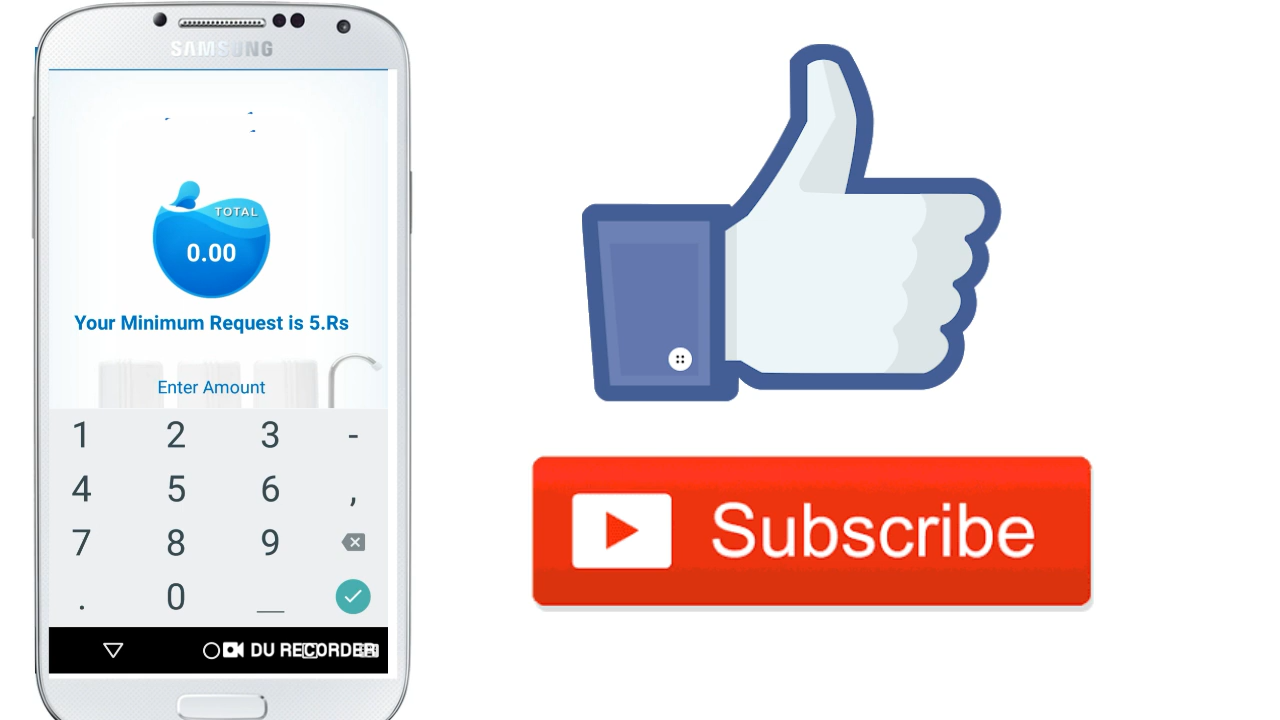 SAMSUNG
TOTAL
0.00
Your Minimum Request is 5.Rs
Enter Amount
1 2 3 -
4 5 6 ,
7 8 9
. 0 _
DU RECORDER
Subscribe